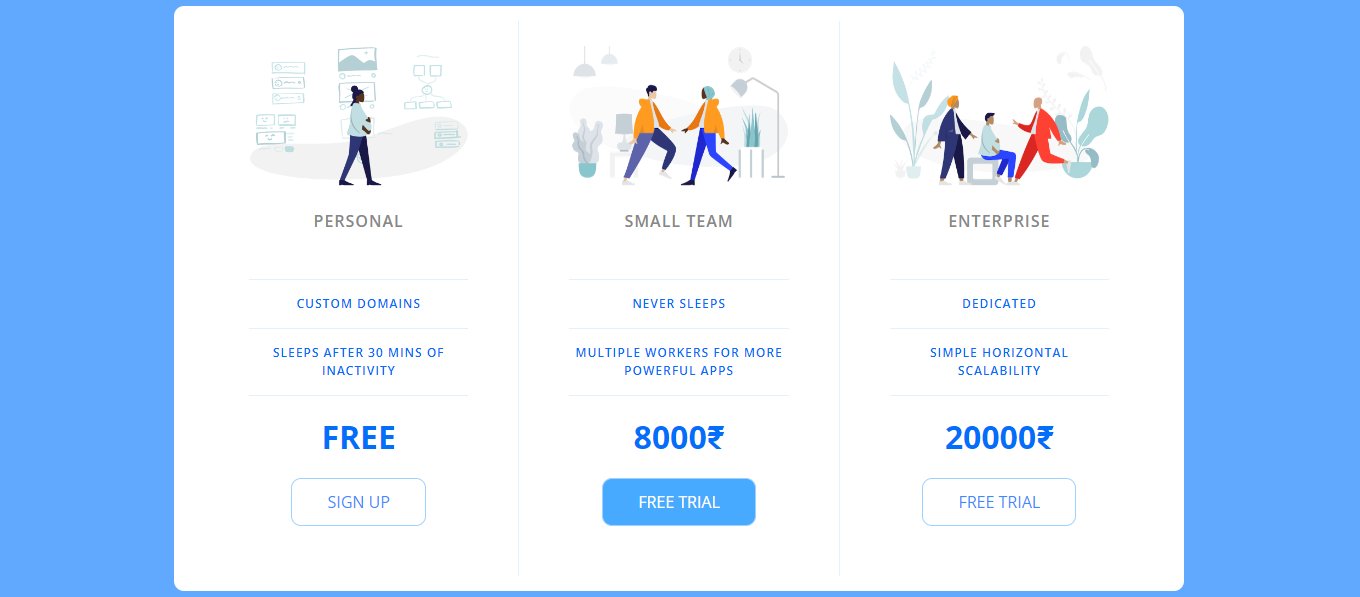 PERSONAL
CUSTOM DOMAINS
SLEEPS AFTER 30 MINS OF
INACTIVITY
FREE
SIGN UP
SMALL TEAM
NEVER SLEEPS
MULTIPLE WORKERS FOR MORE
POWERFUL APPS
8000₹
FREE TRIAL
ENTERPRISE
DEDICATED
SIMPLE HORIZONTAL
SCALABILITY
20000₹
FREE TRIAL